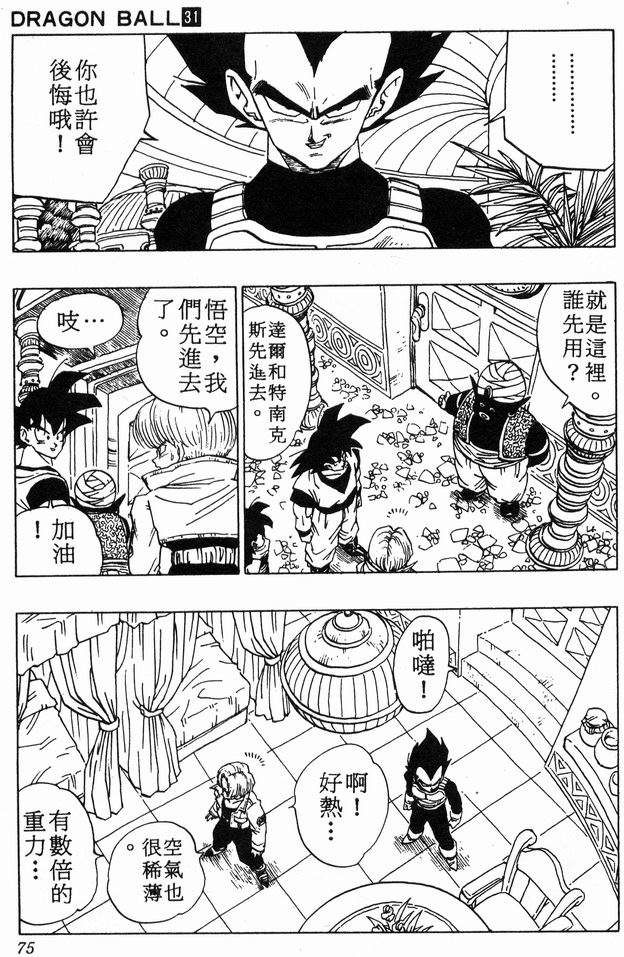 DRAGON BALL 31
…………
你也許會
後悔哦！
就是這裡。
誰先用？
達爾和特南克
斯先進去。
悟空，我
們先進去
了。
吱…
加油
！
啪噠！
啊！
好熱…
空氣也
很稀薄
。
有數倍的
重力…
75